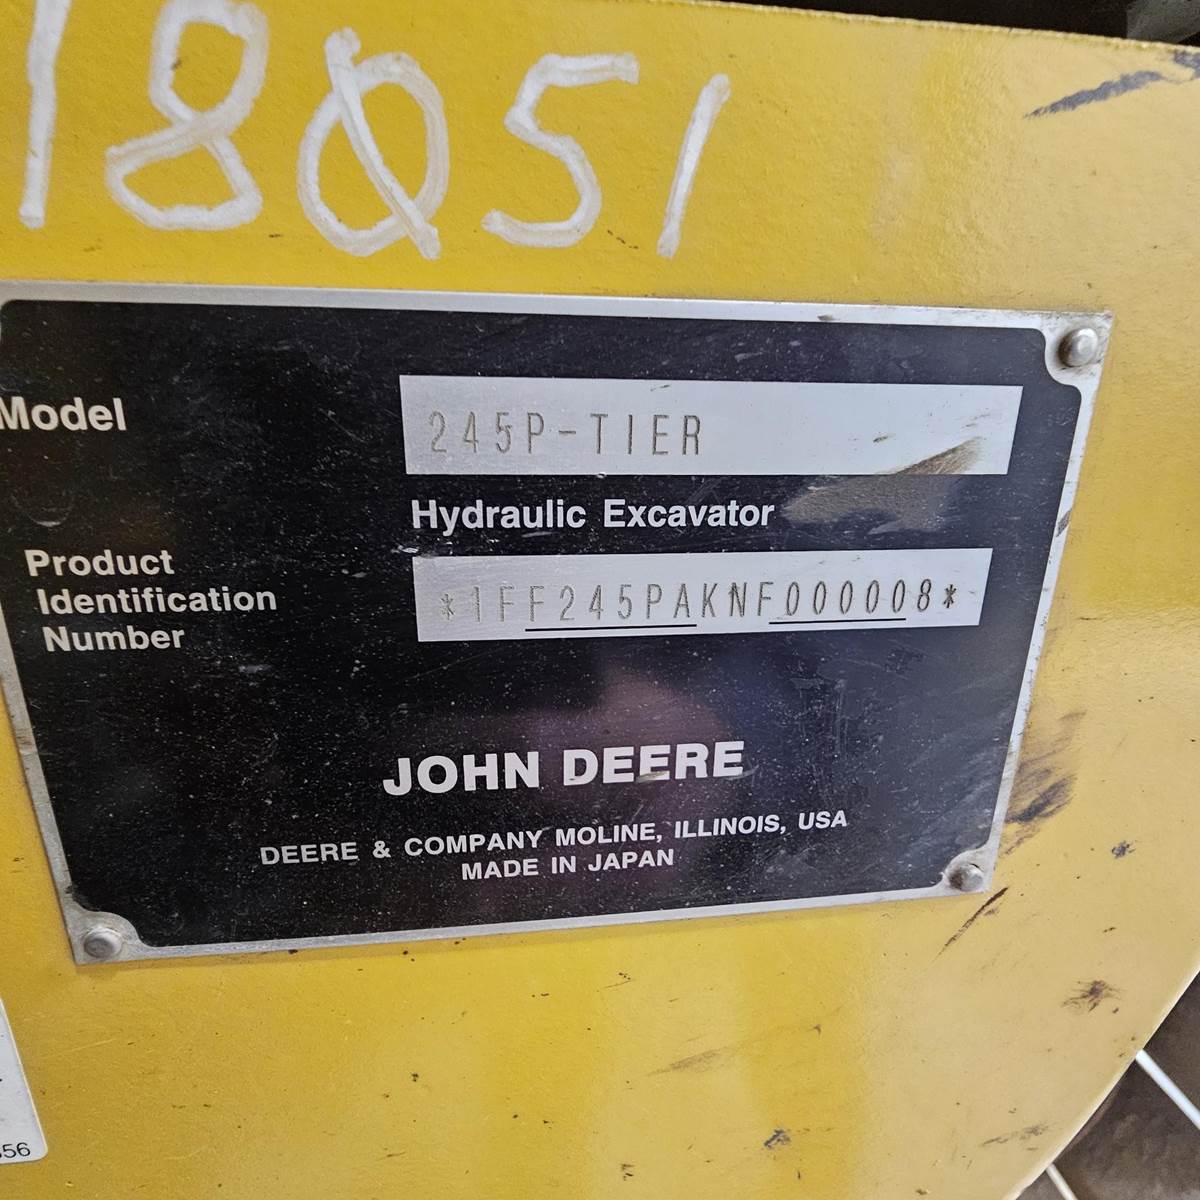 18051
Model
245P-TIER
Hydraulic Excavator
Product
Identification
Number
*1FF245PAKNF000008*
JOHN DEERE
DEERE & COMPANY MOLINE, ILLINOIS, USA
MADE IN JAPAN
56